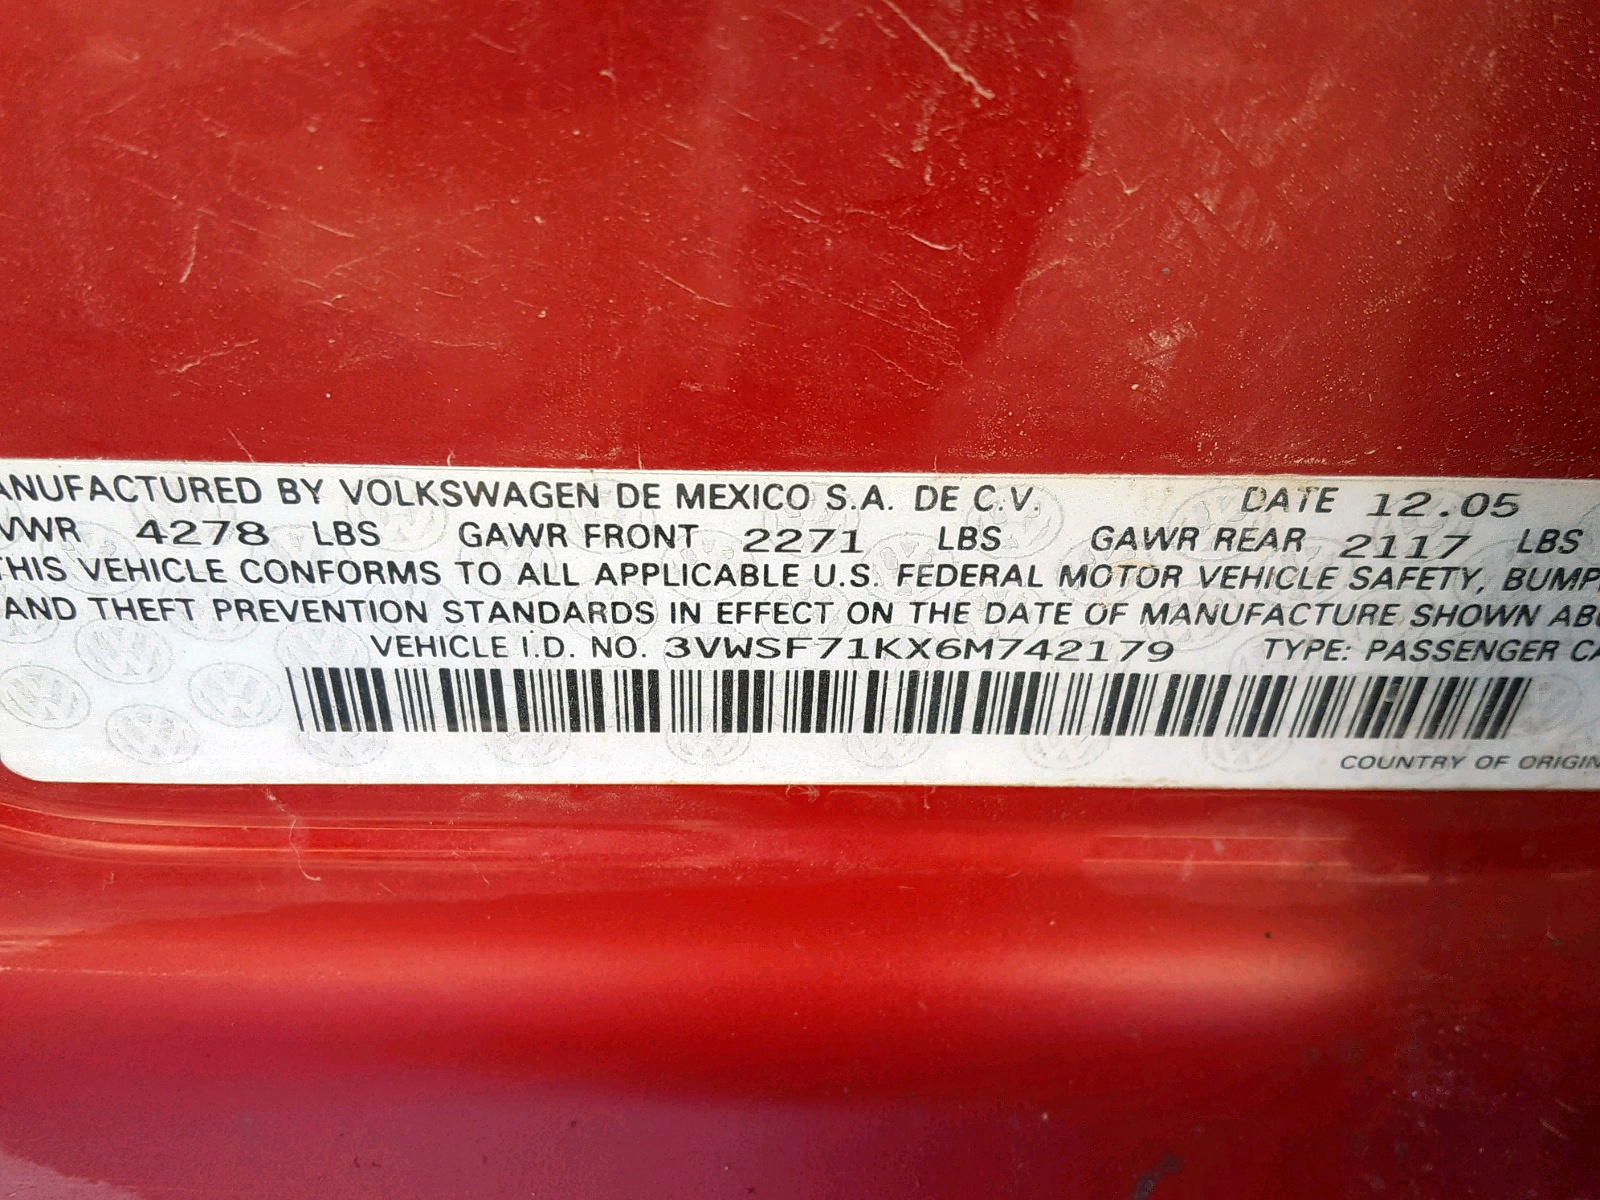 ANUFACTURED BY VOLKSWAGEN DE MEXICO S.A. DE C.V. DATE 12.05
VWR 4278 LBS GAWR FRONT 2271 LBS GAWR REAR 2117 LBS
THIS VEHICLE CONFORMS TO ALL APPLICABLE U.S. FEDERAL MOTOR VEHICLE SAFETY, BUMP
AND THEFT PREVENTION STANDARDS IN EFFECT ON THE DATE OF MANUFACTURE SHOWN AB
VEHICLE I.D. NO. 3VWSF71KX6M742179 TYPE: PASSENGER CA
COUNTRY OF ORIGIN